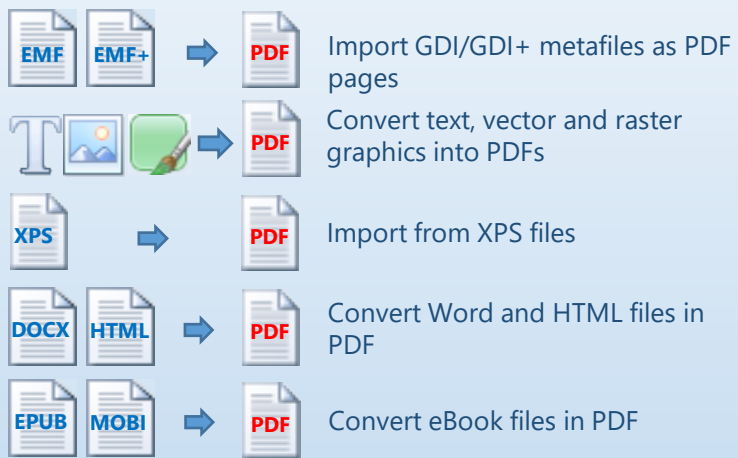 EMF EMF+ PDF Import GDI/GDI+ metafiles as PDF
pages
T PDF Convert text, vector and raster
graphics into PDFs
XPS PDF Import from XPS files
DOCX HTML PDF Convert Word and HTML files in
PDF
EPUB MOBI PDF Convert eBook files in PDF